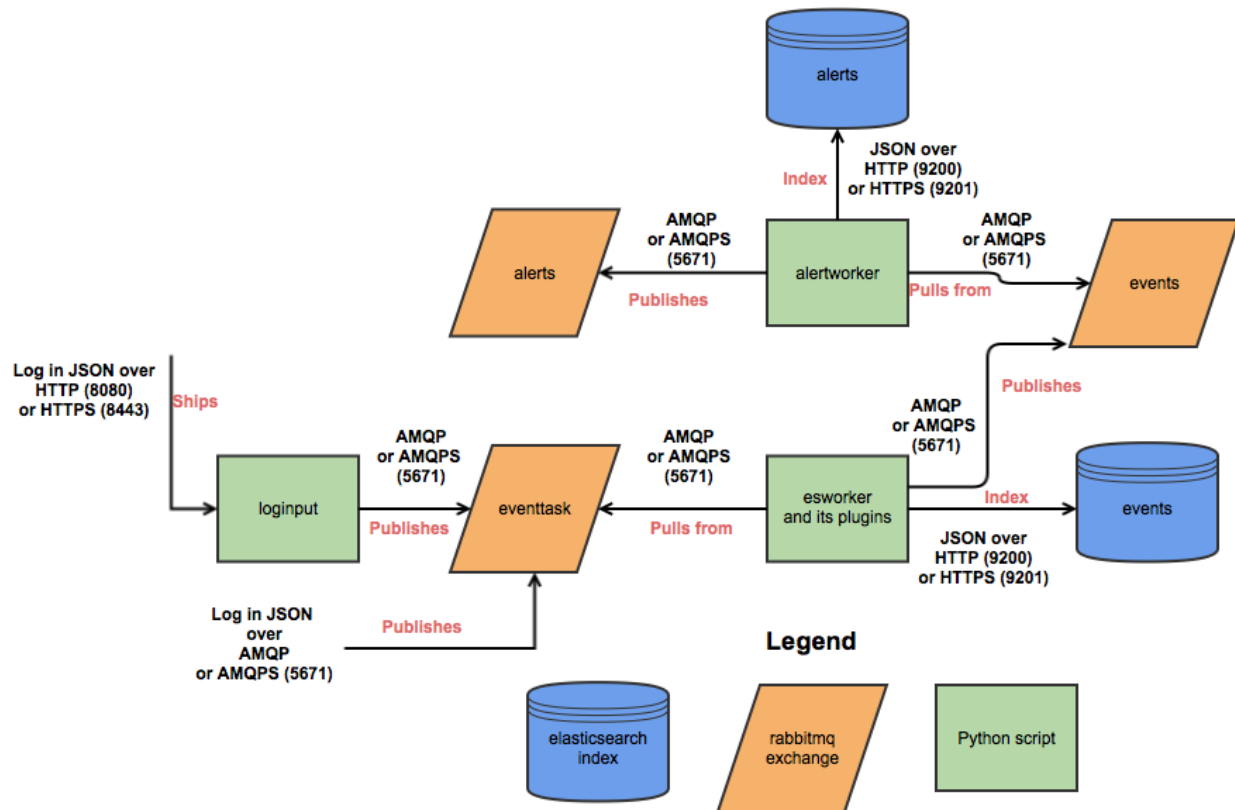 alerts
JSON over
HTTP (9200)
or HTTPS (9201)
Index
AMQP
or AMQPS
(5671)
AMQP
or AMQPS
(5671)
alerts
alertworker
events
Publishes
Pulls from
Log in JSON over
HTTP (8080)
or HTTPS (8443)
Ships
Publishes
AMQP
or AMQPS
(5671)
AMQP
or AMQPS
(5671)
AMQP
or AMQPS
(5671)
loginput
eventtask
esworker
and its plugins
Index
events
Publishes
Pulls from
JSON over
HTTP (9200)
or HTTPS (9201)
Log in JSON
over
AMQP
or AMQPS (5671)
Publishes
Legend
elasticsearch
index
rabbitmq
exchange
Python script